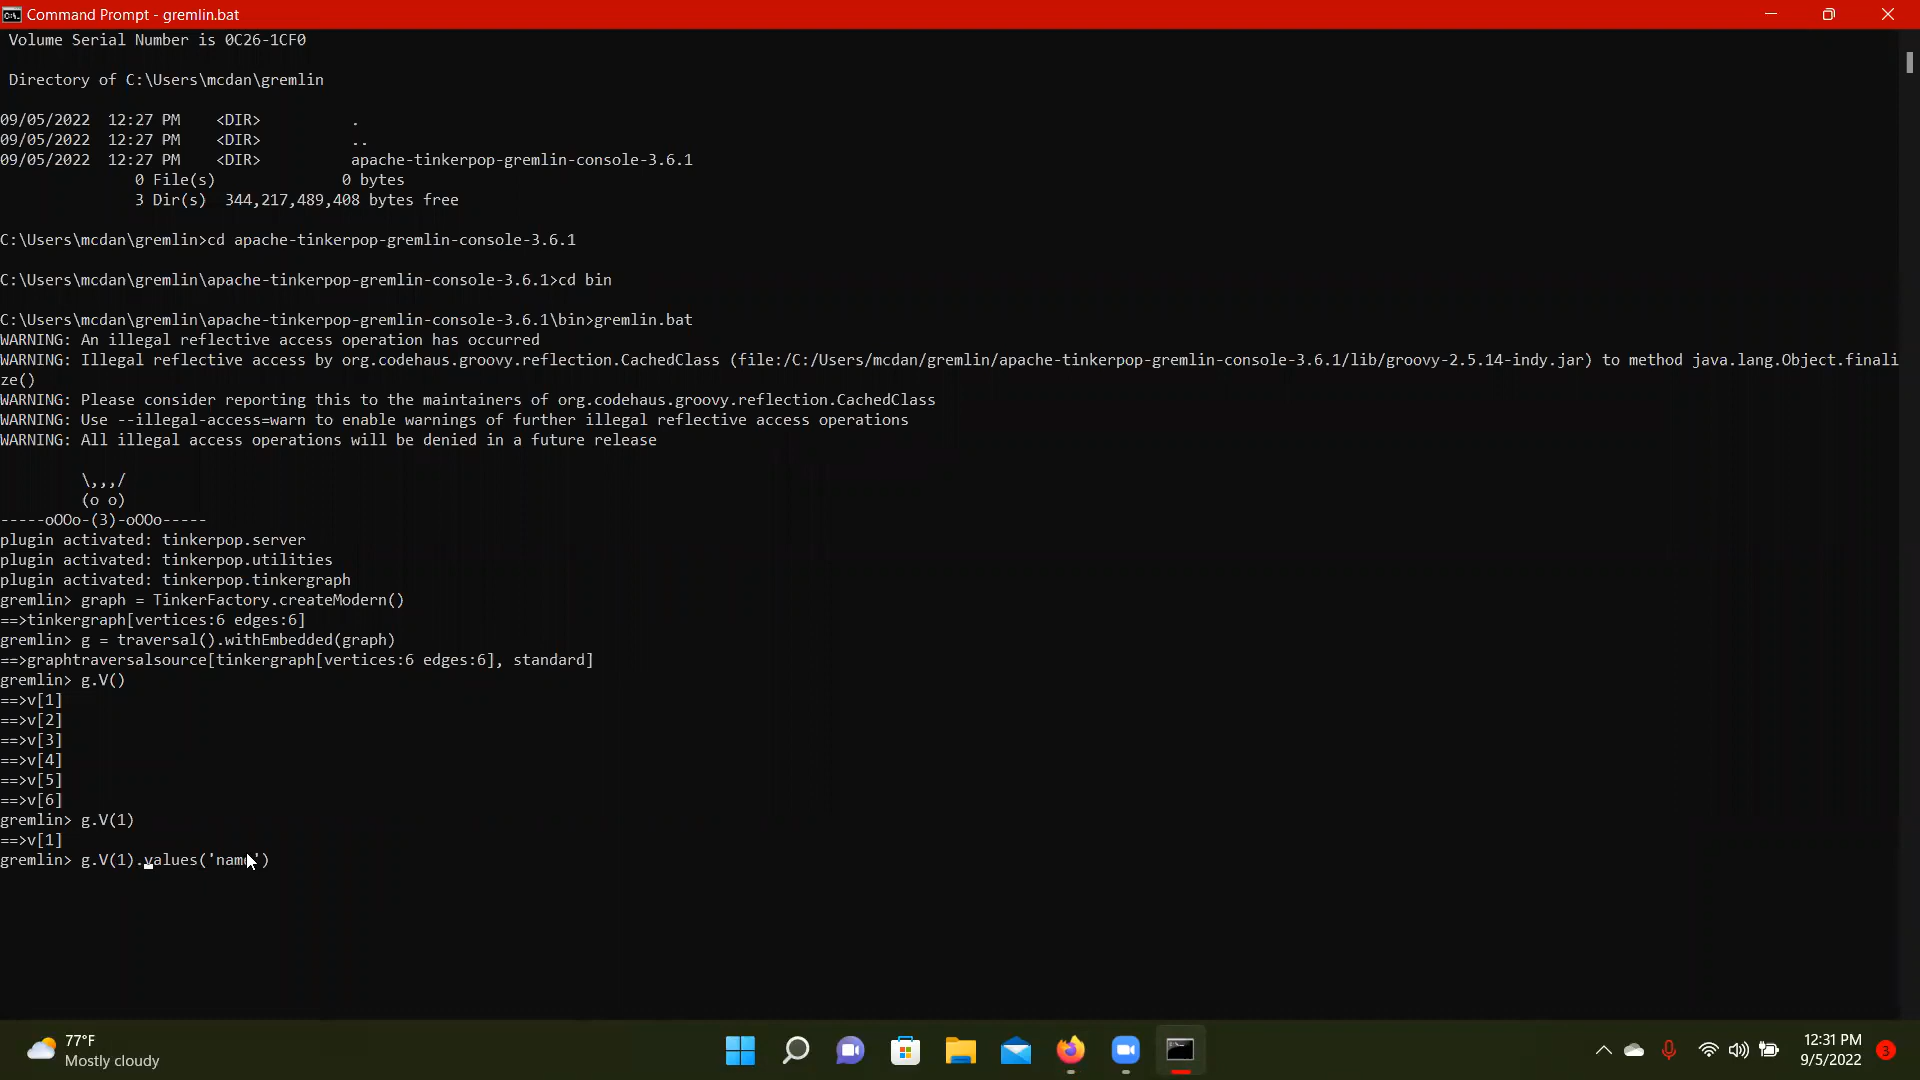 Command Prompt - gremlin.bat
Volume Serial Number is 0C26-1CF0
Directory of C:\Users\mcdan\gremlin
09/05/2022  12:27 PM    <DIR>          .
09/05/2022  12:27 PM    <DIR>          ..
09/05/2022  12:27 PM    <DIR>          apache-tinkerpop-gremlin-console-3.6.1
0 File(s)              0 bytes
3 Dir(s)  344,217,489,408 bytes free
C:\Users\mcdan\gremlin>cd apache-tinkerpop-gremlin-console-3.6.1
C:\Users\mcdan\gremlin\apache-tinkerpop-gremlin-console-3.6.1>cd bin
C:\Users\mcdan\gremlin\apache-tinkerpop-gremlin-console-3.6.1\bin>gremlin.bat
WARNING: An illegal reflective access operation has occurred
WARNING: Illegal reflective access by org.codehaus.groovy.reflection.CachedClass (file:/C:/Users/mcdan/gremlin/apache-tinkerpop-gremlin-console-3.6.1/lib/groovy-2.5.14-indy.jar) to method java.lang.Object.finali
ze()
WARNING: Please consider reporting this to the maintainers of org.codehaus.groovy.reflection.CachedClass
WARNING: Use --illegal-access=warn to enable warnings of further illegal reflective access operations
WARNING: All illegal access operations will be denied in a future release
\,,,/
(o o)
-----oOOo-(3)-oOOo-----
plugin activated: tinkerpop.server
plugin activated: tinkerpop.utilities
plugin activated: tinkerpop.tinkergraph
gremlin> graph = TinkerFactory.createModern()
==>tinkergraph[vertices:6 edges:6]
gremlin> g = traversal().withEmbedded(graph)
==>graphtraversalsource[tinkergraph[vertices:6 edges:6], standard]
gremlin> g.V()
==>v[1]
==>v[2]
==>v[3]
==>v[4]
==>v[5]
==>v[6]
gremlin> g.V(1)
==>v[1]
gremlin> g.V(1).values('name')
77°F
Mostly cloudy
12:31 PM
9/5/2022
3